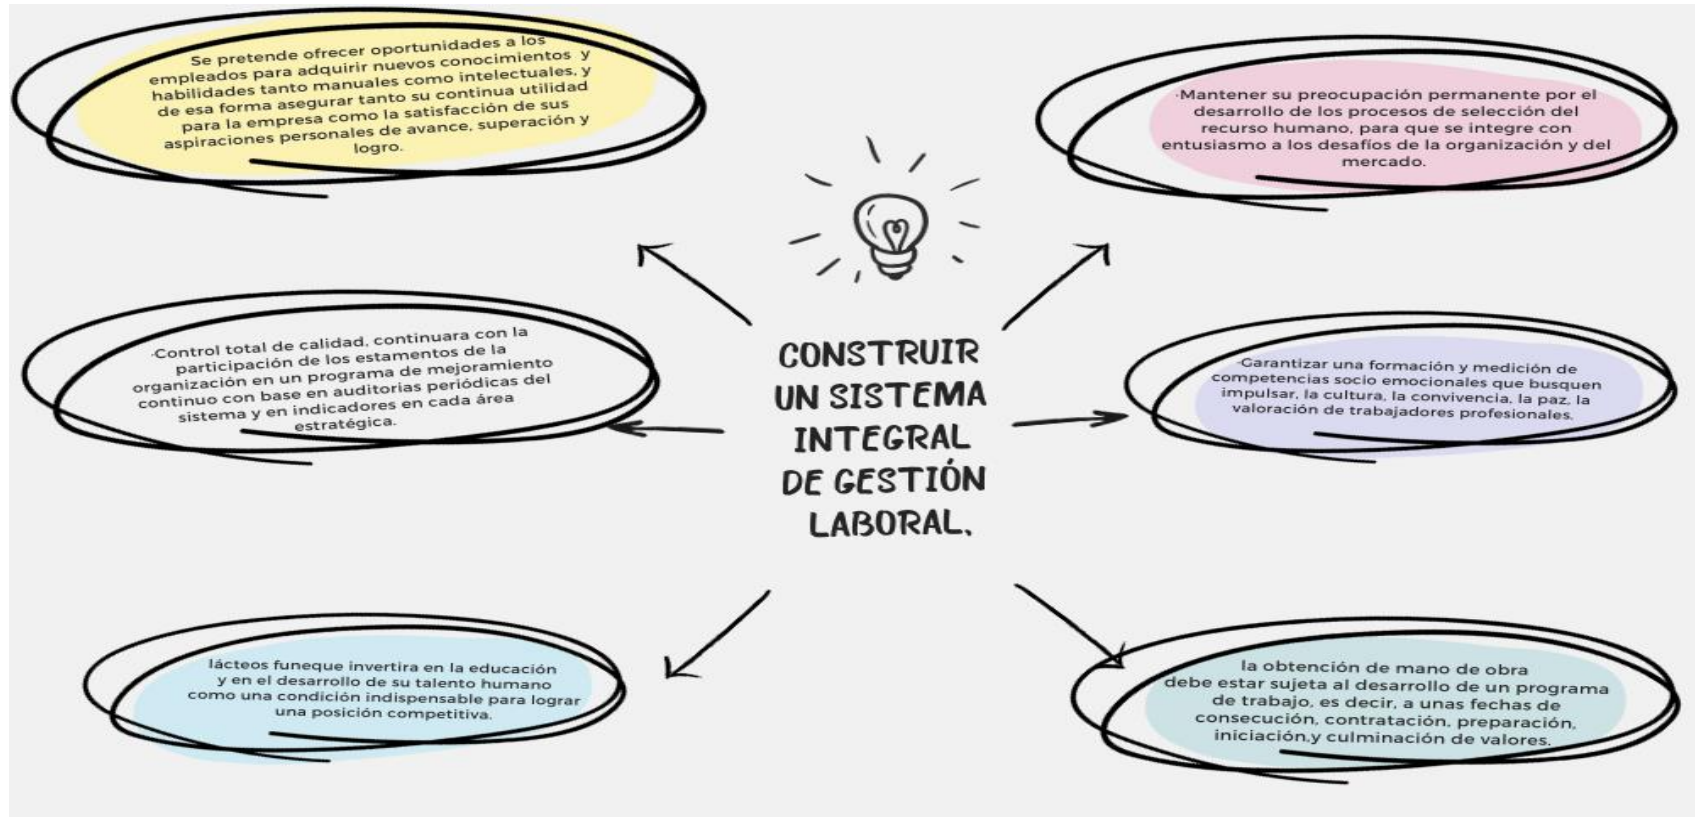 Se pretende ofrecer oportunidades a los
empleados para adquirir nuevos conocimientos y
habilidades tanto manuales como intelectuales, y
de esa forma asegurar tanto su continua utilidad
para la empresa como la satisfacción de sus
aspiraciones personales de avance, superación y
logro.
·Mantener su preocupación permanente por el
desarrollo de los procesos de selección del
recurso humano, para que se integre con
entusiasmo a los desafíos de la organización y del
mercado.
·Control total de calidad, continuara con la
participación de los estamentos de la
organización en un programa de mejoramiento
continuo con base en auditorias periódicas del
sistema y en indicadores en cada área
estratégica.
CONSTRUIR
UN SISTEMA
INTEGRAL
DE GESTIÓN
LABORAL,
·Garantizar una formación y medición de
competencias socio emocionales que busquen
impulsar, la cultura, la convivencia, la paz, la
valoración de trabajadores profesionales.
lácteos funeque invertira en la educación
y en el desarrollo de su talento humano
como una condición indispensable para lograr
una posición competitiva.
la obtención de mano de obra
debe estar sujeta al desarrollo de un programa
de trabajo, es decir, a unas fechas de
consecución, contratación, preparación,
iniciación,y culminación de valores.